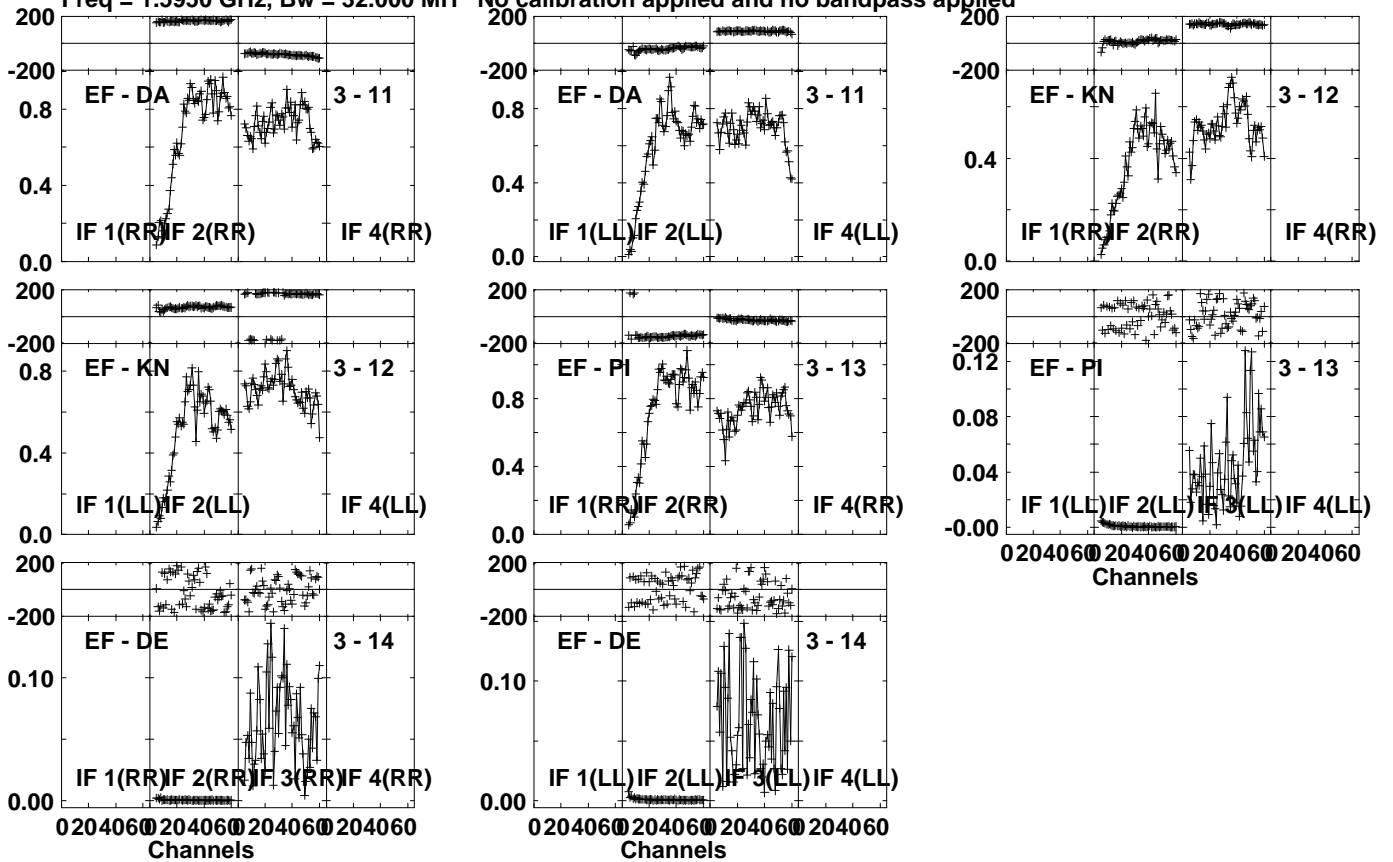 Freq = 1.5950 GHz, Bw = 32.000 MH No calibration applied and no bandpass applied
200
-200
EF - DA
3 - 11
0.8
0.4
IF 1(RR) IF 2(RR) IF 4(RR)
0.0
200
-200
EF - DA
3 - 11
0.8
0.4
IF 1(LL) IF 2(LL) IF 4(LL)
0.0
200
-200
EF - KN
3 - 12
0.4
IF 1(RR) IF 2(RR) IF 4(RR)
0.0
200
-200
EF - KN
3 - 12
0.8
0.4
IF 1(LL) IF 2(LL) IF 4(LL)
0.0
200
-200
EF - PI
3 - 13
0.8
0.4
IF 1(RR) IF 2(RR) IF 4(RR)
0.0
200
-200
0.12
EF - PI
3 - 13
0.08
0.04
IF 1(LL) IF 2(LL) IF 3(LL) IF 4(LL)
-0.00
0 20 40 60 0 20 40 60 0 20 40 60 0 20 40 60
Channels
200
-200
EF - DE
3 - 14
0.10
IF 1(RR) IF 2(RR) IF 3(RR) IF 4(RR)
0.00
0 20 40 60 0 20 40 60 0 20 40 60 0 20 40 60
Channels
200
-200
EF - DE
3 - 14
0.10
IF 1(LL) IF 2(LL) IF 3(LL) IF 4(LL)
0.00
0 20 40 60 0 20 40 60 0 20 40 60 0 20 40 60
Channels